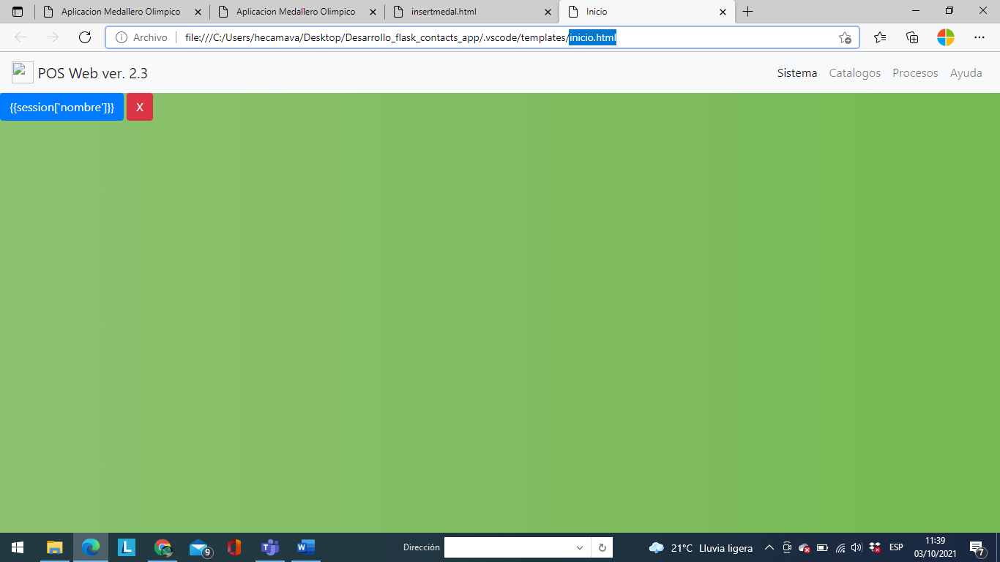 Aplicacion Medallero Olimpico
Aplicacion Medallero Olimpico
insertmedal.html
Inicio
Archivo
file:///C:/Users/hecamava/Desktop/Desarrollo_flask_contacts_app/.vscode/templates/inicio.html
POS Web ver. 2.3
Sistema Catalogos Procesos Ayuda
{{session['nombre']}} X
L
9
W
Dirección
21°C Lluvia ligera
ESP
11:39
03/10/2021
7